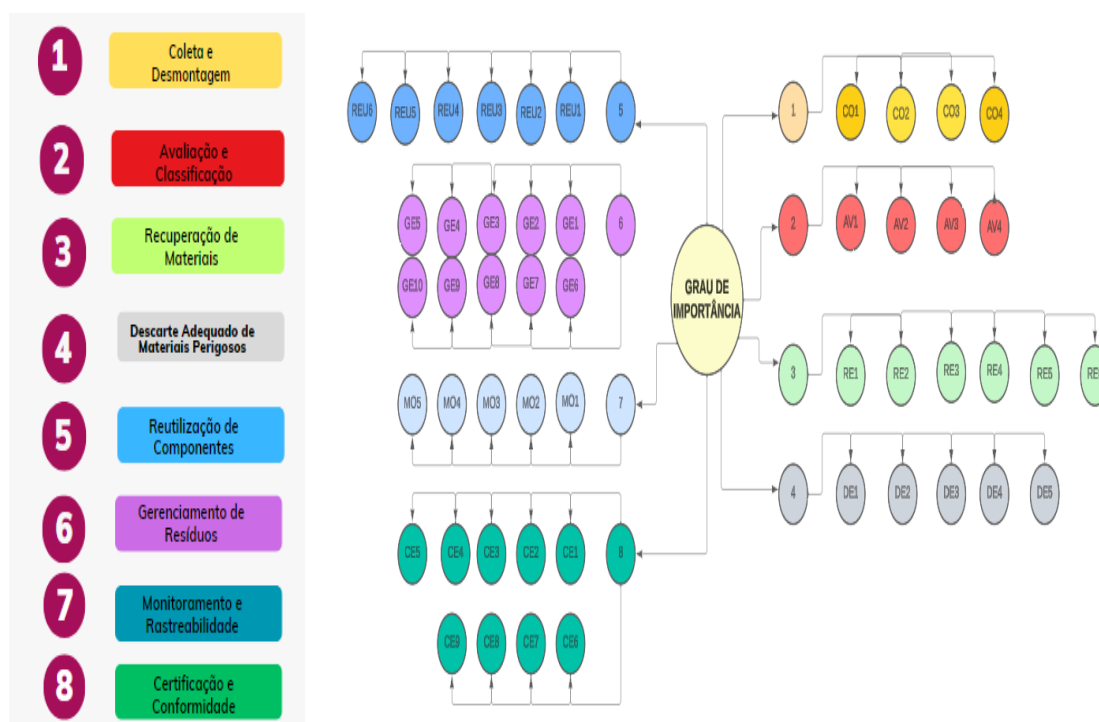 1
Coleta e
Desmontagem
2
Avaliação e
Classificação
3
Recuperação de
Materiais
4
Descarte Adequado de
Materiais Perigosos
5
Reutilização de
Componentes
6
Gerenciamento de
Resíduos
7
Monitoramento e
Rastreabilidade
8
Certificação e
Conformidade
REU6 REU5 REU4 REU3 REU2 REU1 5
GE5 GE4 GE3 GE2 GE1 6
GE10 GE9 GE8 GE7 GE6
MO5 MO4 MO3 MO2 MO1 7
CE5 CE4 CE3 CE2 CE1 8
CE9 CE8 CE7 CE6
GRAU DE
IMPORTÂNCIA
1 CO1 CO2 CO3 CO4
2 AV1 AV2 AV3 AV4
3 RE1 RE2 RE3 RE4 RE5
4 DE1 DE2 DE3 DE4 DE5